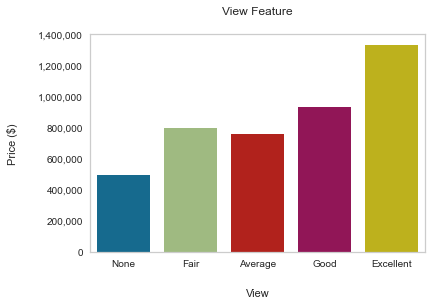 View Feature
1,400,000
1,200,000
1,000,000
800,000
600,000
400,000
200,000
0
Price ($)
None Fair Average Good Excellent
View